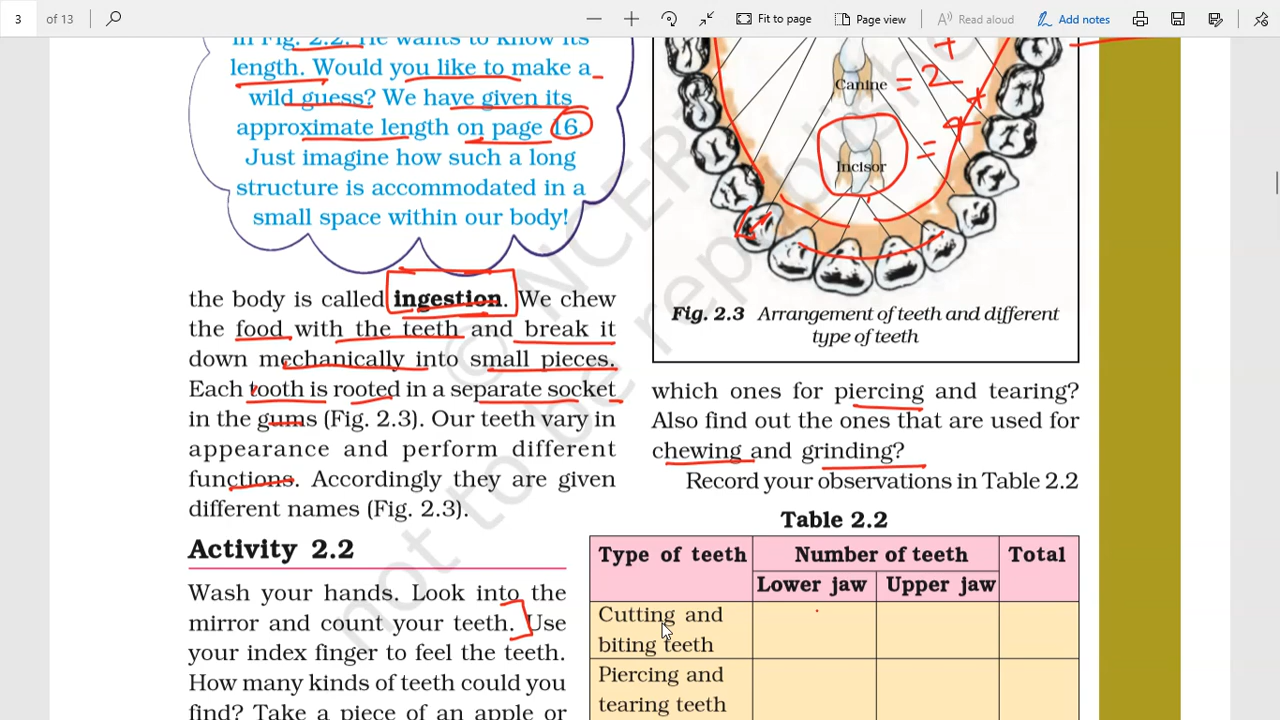 3 of 13
Fit to page
Page view
Read aloud
Add notes
in Fig. 2.2. He wants to know its
length. Would you like to make a
wild guess? We have given its
approximate length on page 16.
Just imagine how such a long
structure is accommodated in a
small space within our body!
the body is called ingestion. We chew
the food with the teeth and break it
down mechanically into small pieces.
Each tooth is rooted in a separate socket
in the gums (Fig. 2.3). Our teeth vary in
appearance and perform different
functions. Accordingly they are given
different names (Fig. 2.3).
Activity 2.2
Wash your hands. Look into the
mirror and count your teeth. Use
your index finger to feel the teeth.
How many kinds of teeth could you
find? Take a piece of an apple or
+
Canine = 2
+
Incisor =
Fig. 2.3 Arrangement of teeth and different
type of teeth
which ones for piercing and tearing?
Also find out the ones that are used for
chewing and grinding?
Record your observations in Table 2.2
Table 2.2
Type of teeth Number of teeth Total
Lower jaw Upper jaw
Cutting and
biting teeth
Piercing and
tearing teeth
© NCER
not to be republishe